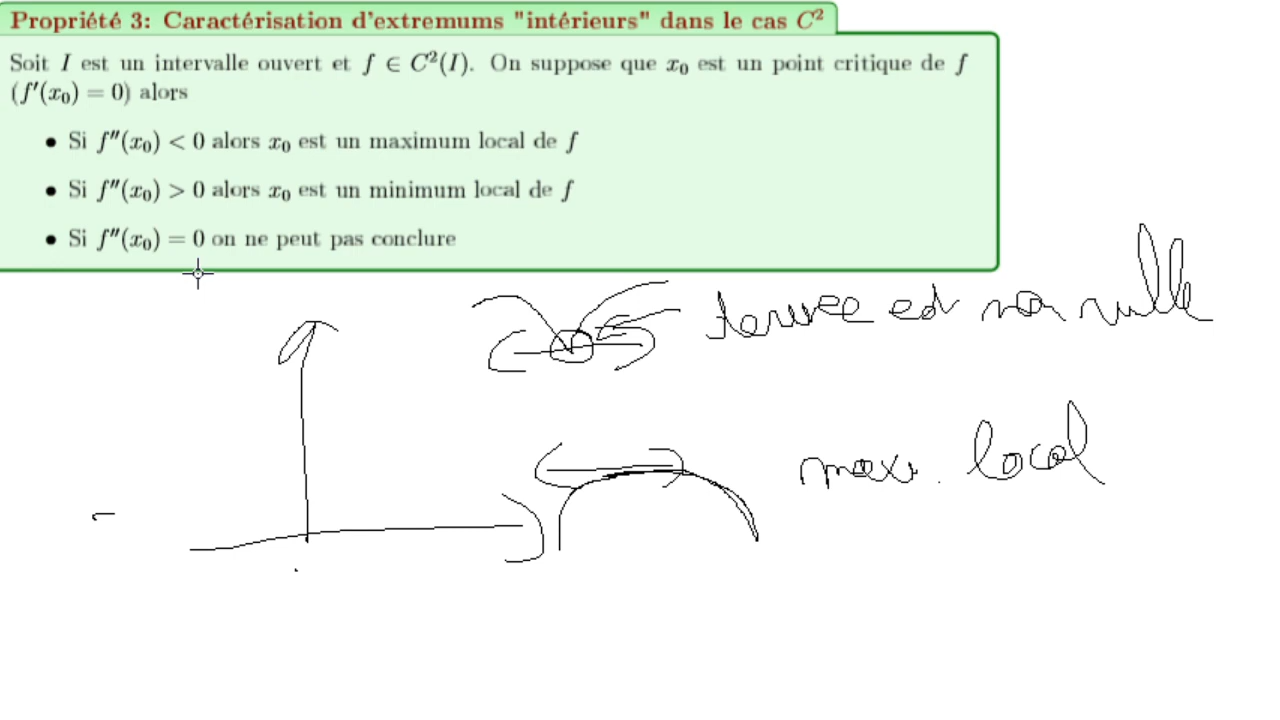 Propriété 3: Caractérisation d'extremums "intérieurs" dans le cas C²
Soit I est un intervalle ouvert et f ∈ C²(I). On suppose que x₀ est un point critique de f
(f′(x₀) = 0) alors
• Si f″(x₀) < 0 alors x₀ est un maximum local de f
• Si f″(x₀) > 0 alors x₀ est un minimum local de f
• Si f″(x₀) = 0 on ne peut pas conclure
non nulle
max. local